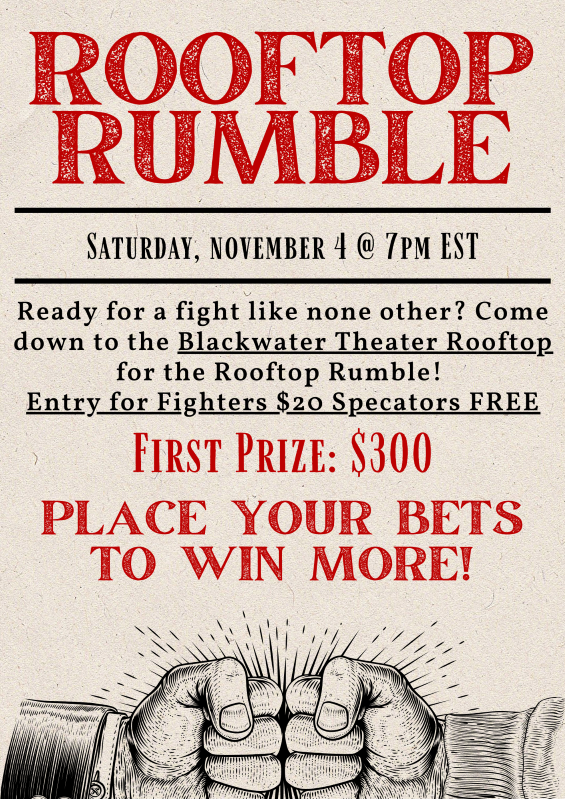 ROOFTOP
RUMBLE
SATURDAY, NOVEMBER 4 @ 7PM EST
Ready for a fight like none other? Come
down to the Blackwater Theater Rooftop
for the Rooftop Rumble!
Entry for Fighters $20 Specators FREE
FIRST PRIZE: $300
PLACE YOUR BETS
TO WIN MORE!